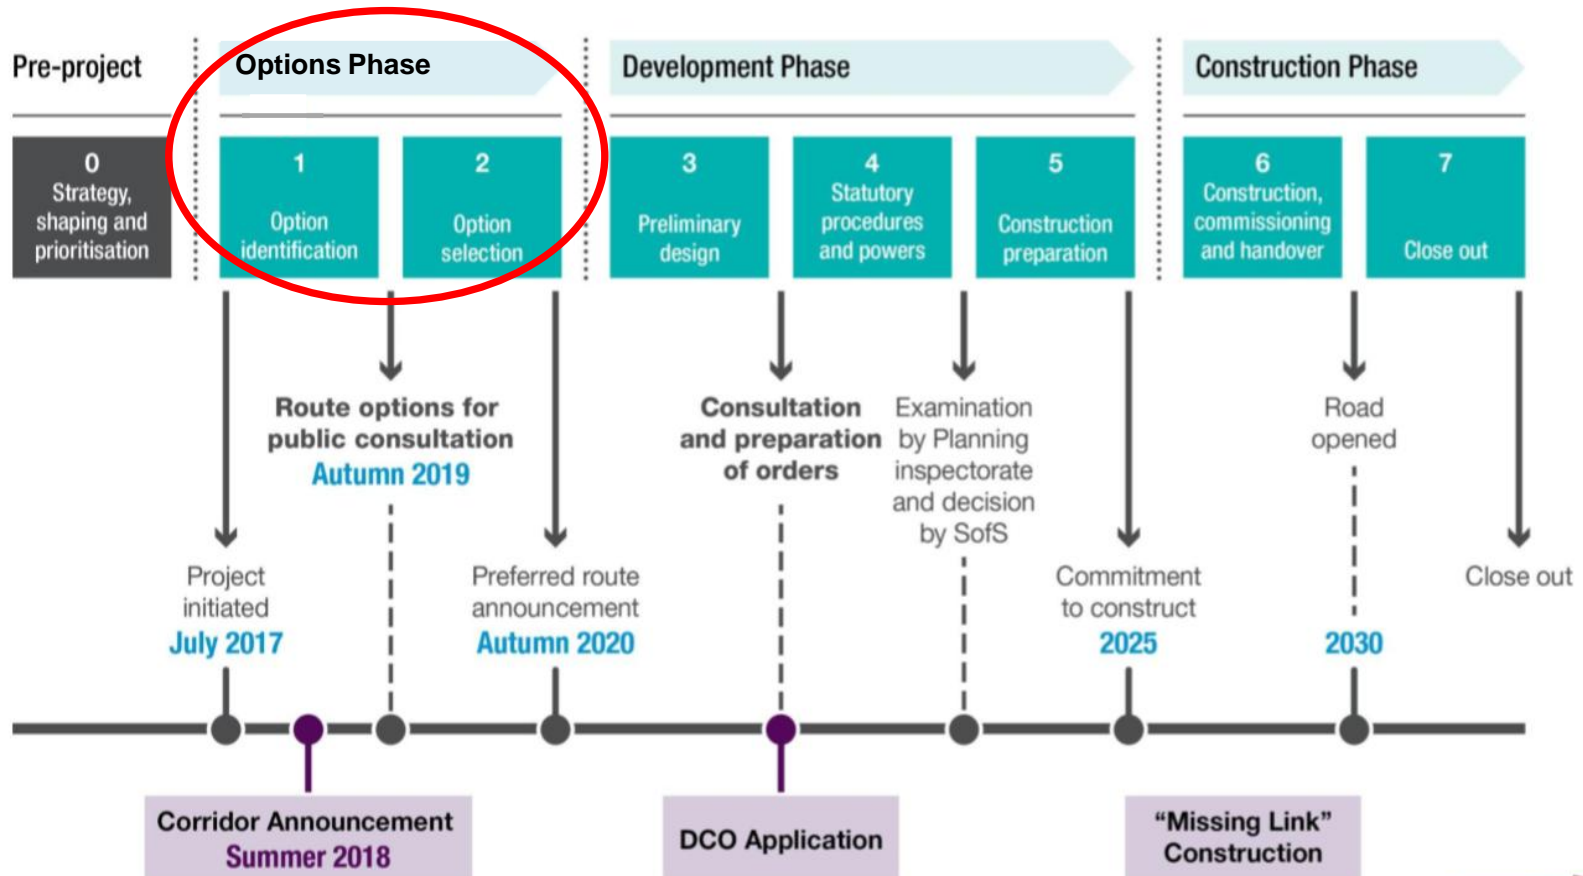 Pre-project
Options Phase
Development Phase
Construction Phase
0
Strategy,
shaping and
prioritisation
1
Option
identification
2
Option
selection
3
Preliminary
design
4
Statutory
procedures
and powers
5
Construction
preparation
6
Construction,
commissioning
and handover
7
Close out
Route options for
public consultation
Autumn 2019
Consultation
and preparation
of orders
Examination
by Planning
inspectorate
and decision
by SofS
Road
opened
Project
initiated
July 2017
Preferred route
announcement
Autumn 2020
Commitment
to construct
2025
2030
Close out
Corridor Announcement
Summer 2018
DCO Application
“Missing Link”
Construction